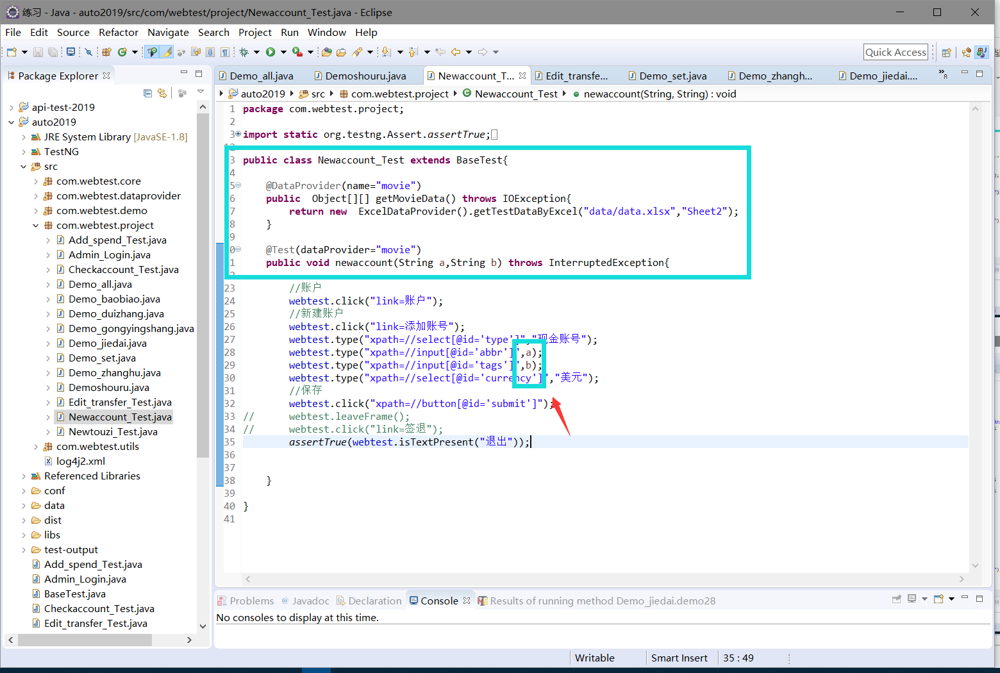 练习 - Java - auto2019/src/com/webtest/project/Newaccount_Test.java - Eclipse
File Edit Source Refactor Navigate Search Project Run Window Help
Quick Access
Package Explorer
Demo_all.java Demoshouru.java Newaccount_T... Edit_transfe... Demo_set.java Demo_zhangh... Demo_jiedai....
auto2019 src com.webtest.project Newaccount_Test newaccount(String, String) : void
api-test-2019
auto2019
JRE System Library [JavaSE-1.8]
TestNG
src
com.webtest.core
com.webtest.dataprovider
com.webtest.demo
com.webtest.project
Add_spend_Test.java
Admin_Login.java
Checkaccount_Test.java
Demo_all.java
Demo_baobiao.java
Demo_duizhang.java
Demo_gongyingshang.java
Demo_jiedai.java
Demo_set.java
Demo_zhanghu.java
Demoshouru.java
Edit_transfer_Test.java
Newaccount_Test.java
Newtouzi_Test.java
com.webtest.utils
log4j2.xml
Referenced Libraries
conf
data
dist
libs
test-output
Add_spend_Test.java
Admin_Login.java
BaseTest.java
Checkaccount_Test.java
Edit_transfer_Test.java
1 package com.webtest.project;
2
3 import static org.testng.Assert.assertTrue;
3 public class Newaccount_Test extends BaseTest{
4
5 @DataProvider(name="movie")
6 public Object[][] getMovieData() throws IOException{
7 return new ExcelDataProvider().getTestDataByExcel("data/data.xlsx","Sheet2");
8 }
9
0 @Test(dataProvider="movie")
1 public void newaccount(String a,String b) throws InterruptedException{
23 //账户
24 webtest.click("link=账户");
25 //新建账户
26 webtest.click("link=添加账号");
27 webtest.type("xpath=//select[@id='type']","现金账号");
28 webtest.type("xpath=//input[@id='abbr']",a);
29 webtest.type("xpath=//input[@id='tags']",b);
30 webtest.type("xpath=//select[@id='currency']","美元");
31 //保存
32 webtest.click("xpath=//button[@id='submit']");
33 // webtest.leaveFrame();
34 // webtest.click("link=签退");
35 assertTrue(webtest.isTextPresent("退出"));
36
37
38 }
39
40 }
41
Problems @ Javadoc Declaration Console Results of running method Demo_jiedai.demo28
No consoles to display at this time.
Writable Smart Insert 35 : 49